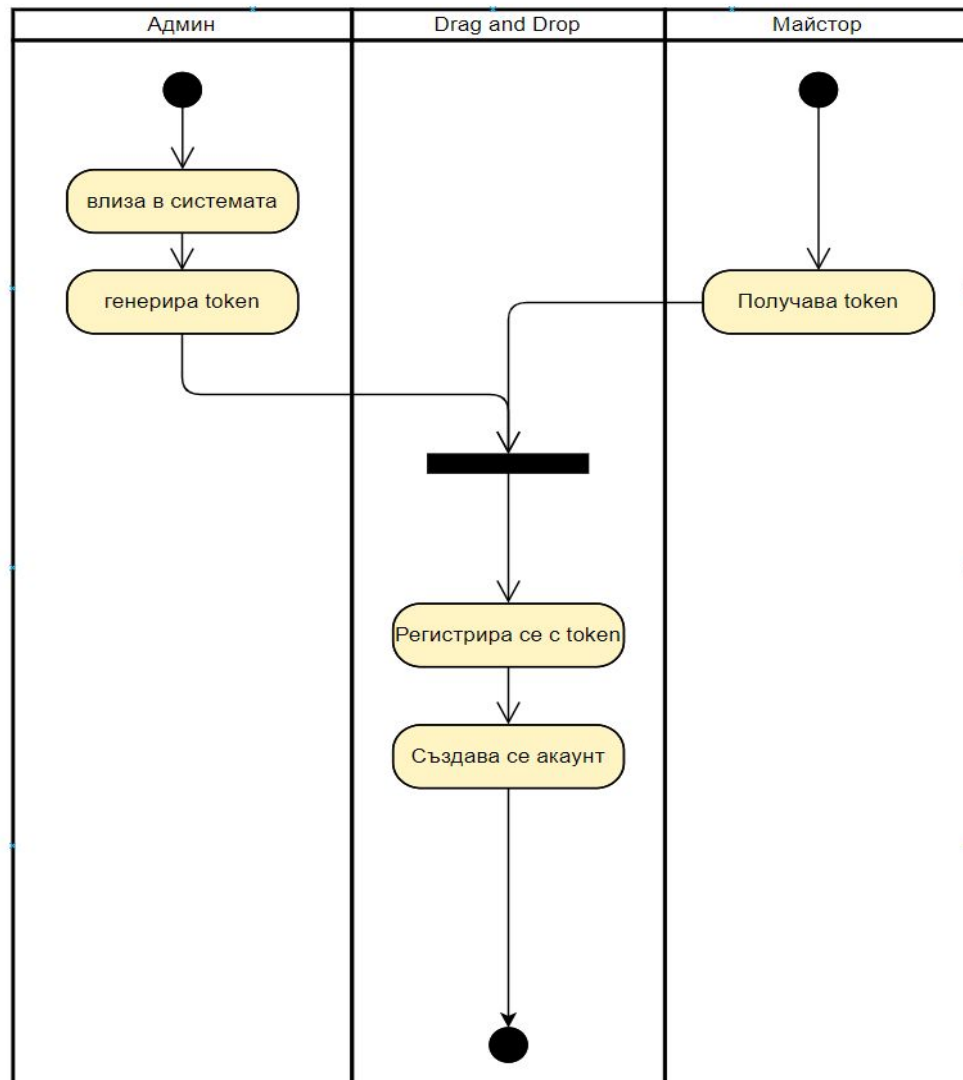 Админ
Drag and Drop
Майстор
влиза в системата
генерира token
Получава token
Регистрира се с token
Създава се акаунт